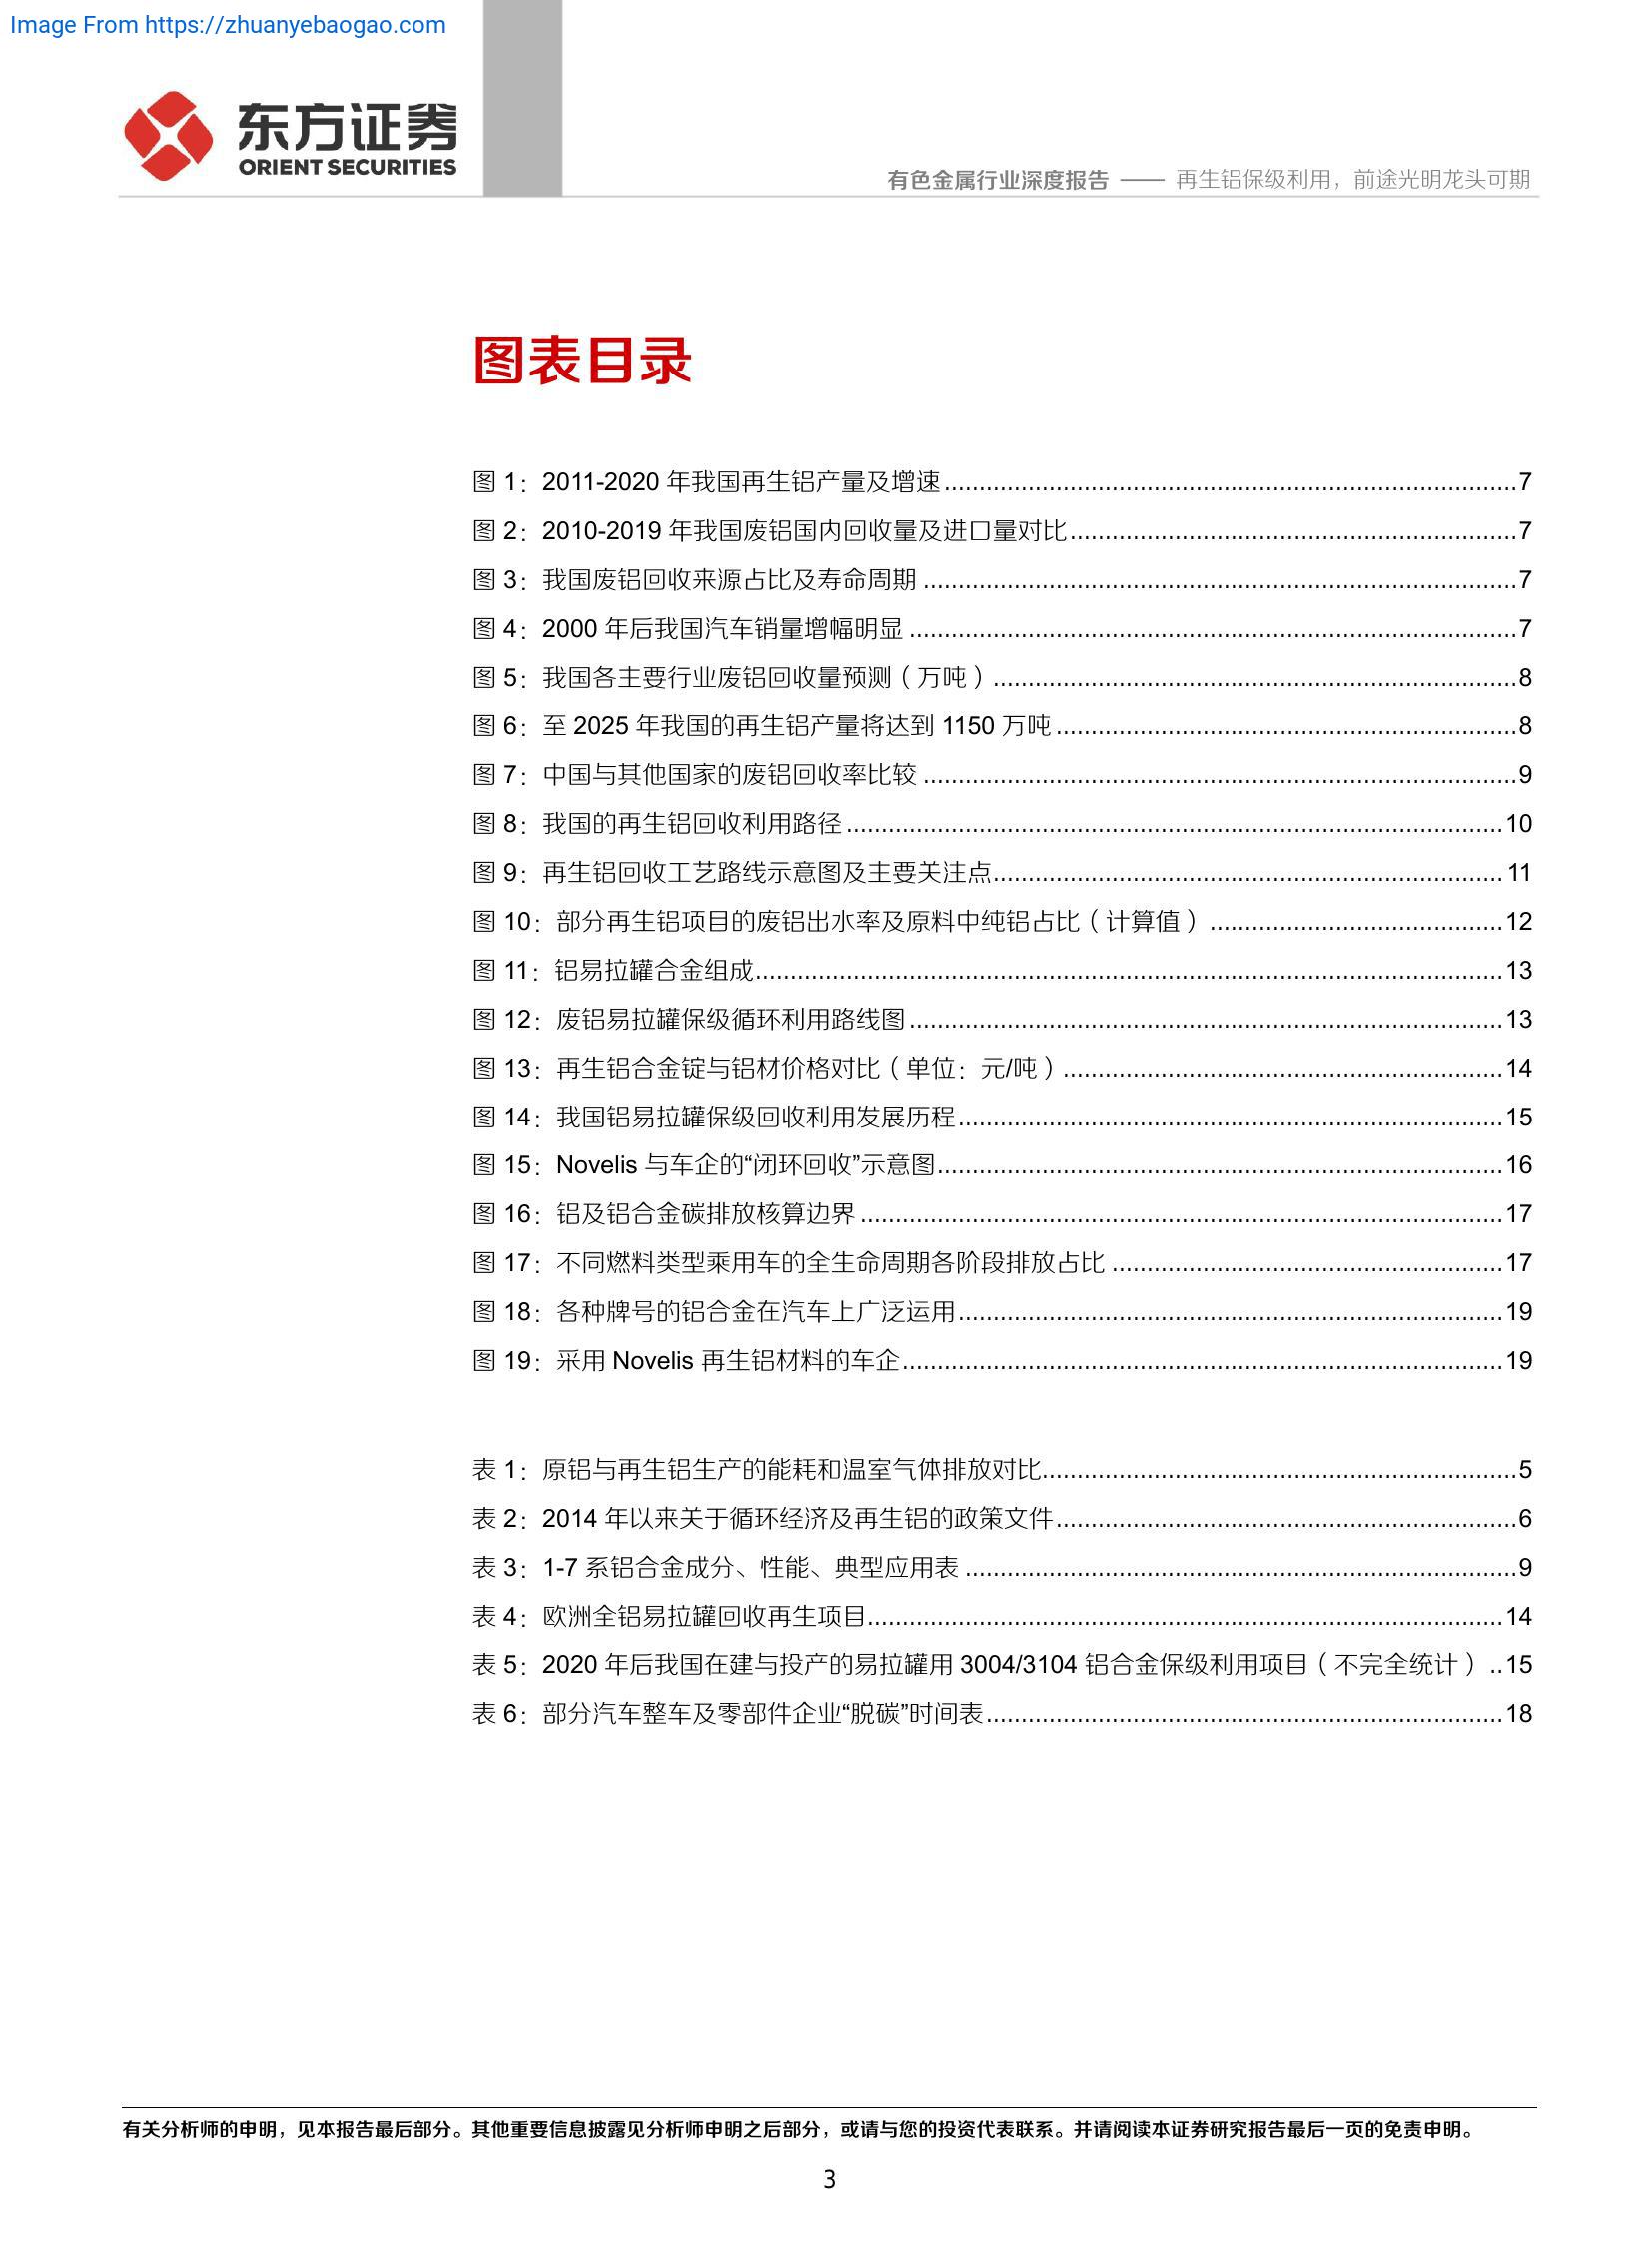 Image From https://zhuanyebaogao.com
东方证券
ORIENT SECURITIES
有色金属行业深度报告 —— 再生铝保级利用，前途光明龙头可期
图表目录
图 1：2011-2020 年我国再生铝产量及增速........................................7
图 2：2010-2019 年我国废铝国内回收量及进口量对比........................................7
图 3：我国废铝回收来源占比及寿命周期........................................7
图 4：2000 年后我国汽车销量增幅明显........................................7
图 5：我国各主要行业废铝回收量预测（万吨）........................................8
图 6：至 2025 年我国的再生铝产量将达到 1150 万吨........................................8
图 7：中国与其他国家的废铝回收率比较........................................9
图 8：我国的再生铝回收利用路径........................................10
图 9：再生铝回收工艺路线示意图及主要关注点........................................11
图 10：部分再生铝项目的废铝出水率及原料中纯铝占比（计算值）........................................12
图 11：铝易拉罐合金组成........................................13
图 12：废铝易拉罐保级循环利用路线图........................................13
图 13：再生铝合金锭与铝材价格对比（单位：元/吨）........................................14
图 14：我国铝易拉罐保级回收利用发展历程........................................15
图 15：Novelis 与车企的“闭环回收”示意图........................................16
图 16：铝及铝合金碳排放核算边界........................................17
图 17：不同燃料类型乘用车的全生命周期各阶段排放占比........................................17
图 18：各种牌号的铝合金在汽车上广泛运用........................................19
图 19：采用 Novelis 再生铝材料的车企........................................19
表 1：原铝与再生铝生产的能耗和温室气体排放对比........................................5
表 2：2014 年以来关于循环经济及再生铝的政策文件........................................6
表 3：1-7 系铝合金成分、性能、典型应用表........................................9
表 4：欧洲全铝易拉罐回收再生项目........................................14
表 5：2020 年后我国在建与投产的易拉罐用 3004/3104 铝合金保级利用项目（不完全统计）..15
表 6：部分汽车整车及零部件企业“脱碳”时间表........................................18
有关分析师的申明，见本报告最后部分。其他重要信息披露见分析师申明之后部分，或请与您的投资代表联系。并请阅读本证券研究报告最后一页的免责申明。
3